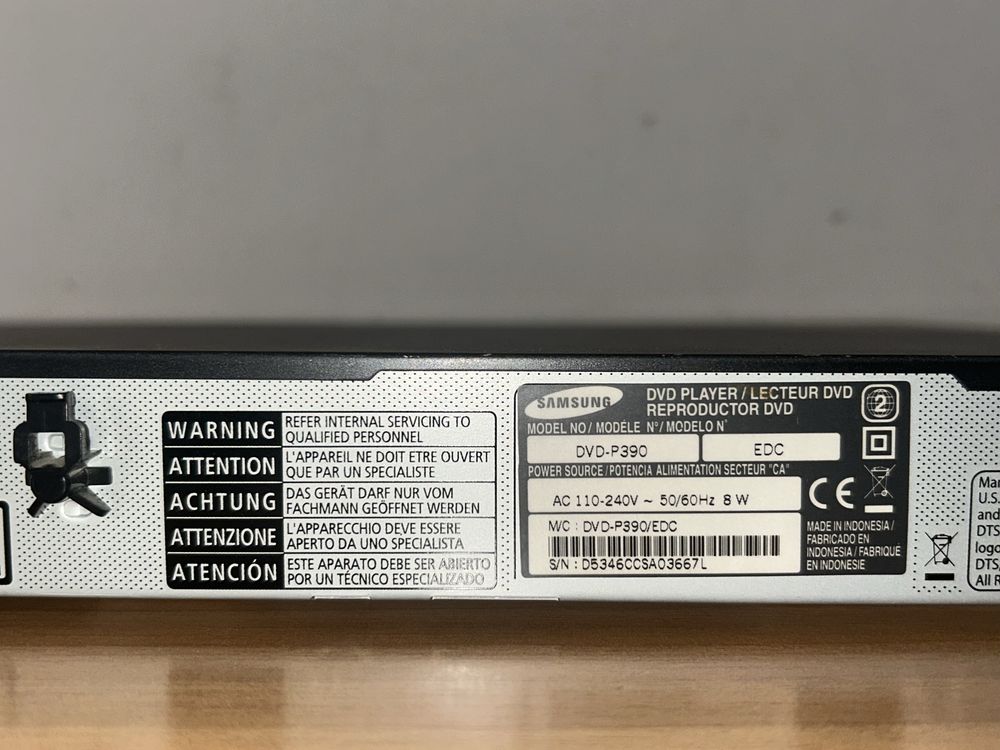 WARNING
REFER INTERNAL SERVICING TO
QUALIFIED PERSONNEL
ATTENTION
L'APPAREIL NE DOIT ETRE OUVERT
QUE PAR UN SPECIALISTE
ACHTUNG
DAS GERÄT DARF NUR VOM
FACHMANN GEÖFFNET WERDEN
ATTENZIONE
L'APPARECCHIO DEVE ESSERE
APERTO DA UNO SPECIALISTA
ATENCIÓN
ESTE APARATO DEBE SER ABIERTO
POR UN TÉCNICO ESPECIALIZADO
SAMSUNG
DVD PLAYER / LECTEUR DVD
REPRODUCTOR DVD
2
MODEL NO / MODÈLE N° / MODELO N°
DVD-P390
EDC
POWER SOURCE / POTENCIA ALIMENTATION SECTEUR "CA"
AC 110-240V ~ 50/60Hz 8 W
CE
M/C : DVD-P390/EDC
S/N : D5346CCSA03667L
MADE IN INDONESIA /
FABRICADO EN
INDONESIA / FABRIQUÉ
EN INDONESIE
U.S.
and
DTS
logo
DTS,
All R